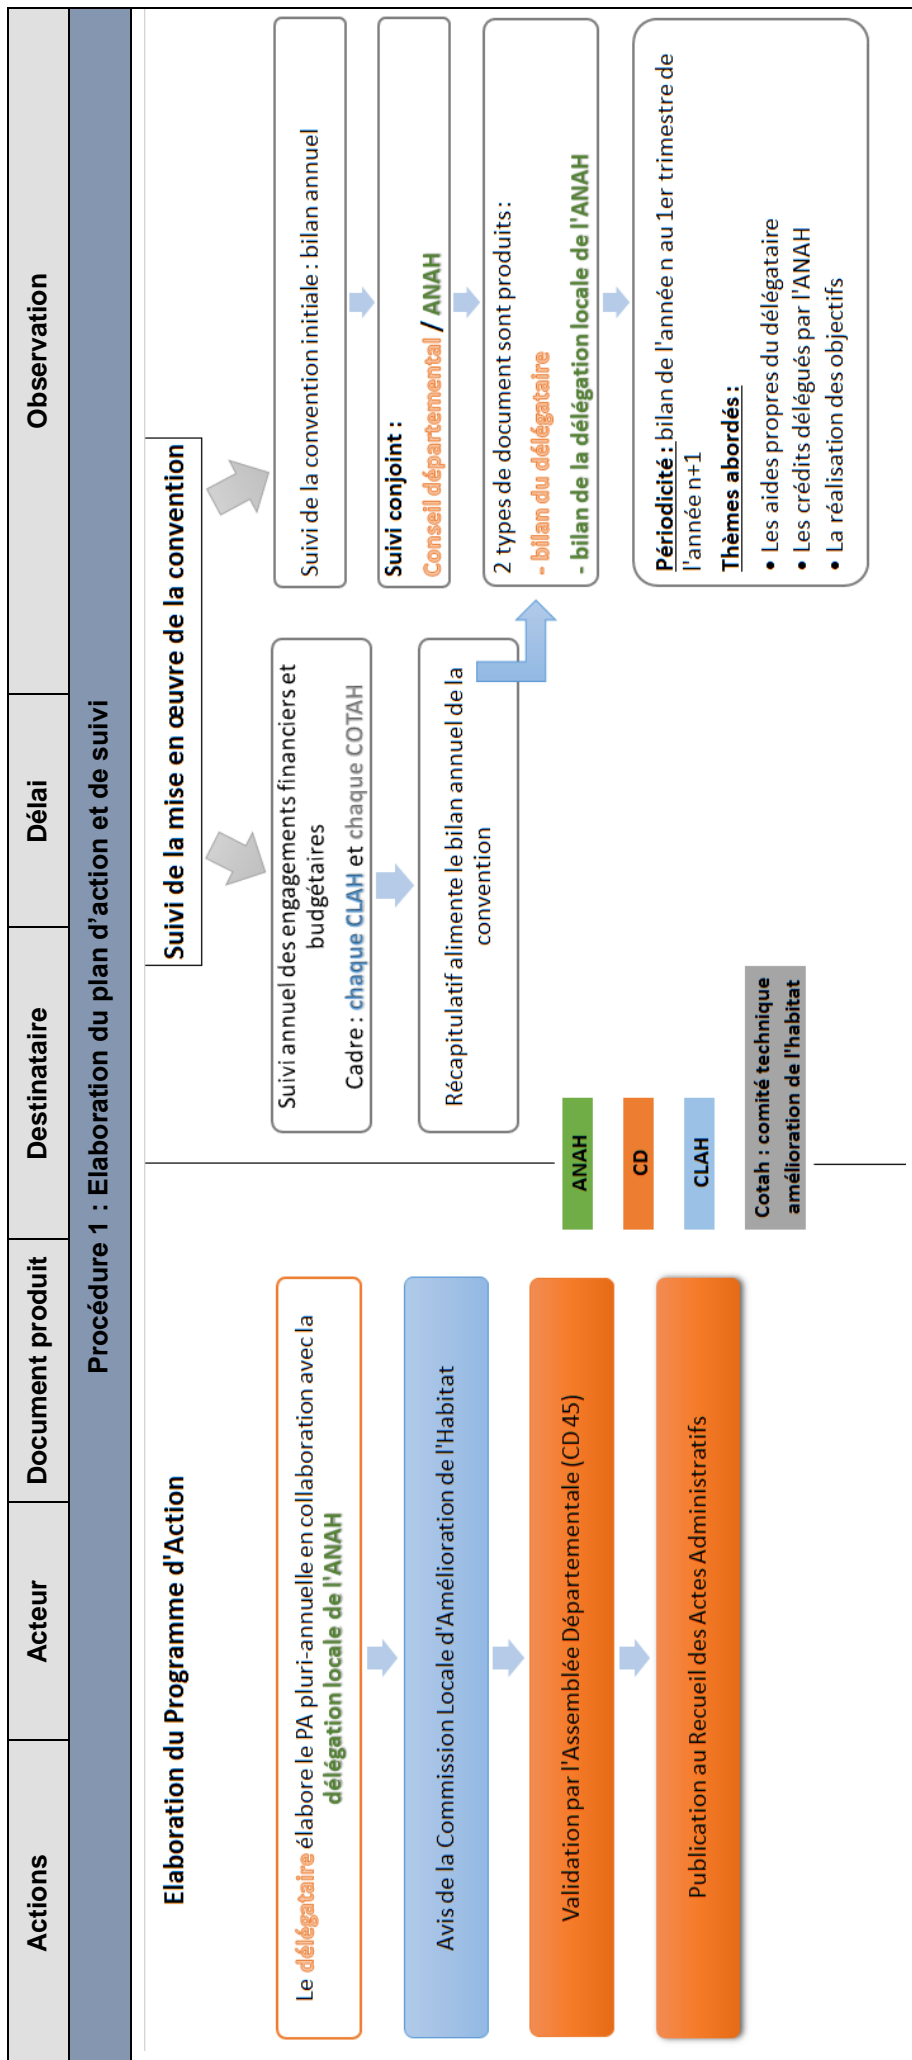 Actions
Acteur
Document produit
Destinataire
Délai
Observation
Procédure 1 : Elaboration du plan d'action et de suivi
Elaboration du Programme d'Action
Le délégataire élabore le PA pluri-annuelle en collaboration avec la
délégation locale de l'ANAH
Avis de la Commission Locale d'Amélioration de l'Habitat
Validation par l'Assemblée Départementale (CD 45)
Publication au Recueil des Actes Administratifs
Suivi de la mise en œuvre de la convention
Suivi annuel des engagements financiers et
budgétaires
Cadre : chaque CLAH et chaque COTAH
Récapitulatif alimente le bilan annuel de la
convention
Suivi de la convention initiale : bilan annuel
Suivi conjoint :
Conseil départemental / ANAH
2 types de document sont produits :
- bilan du délégataire
- bilan de la délégation locale de l'ANAH
Périodicité : bilan de l'année n au 1er trimestre de
l'année n+1
Thèmes abordés :
• Les aides propres du délégataire
• Les crédits délégués par l'ANAH
• La réalisation des objectifs
ANAH
CD
CLAH
Cotah : comité technique
amélioration de l'habitat